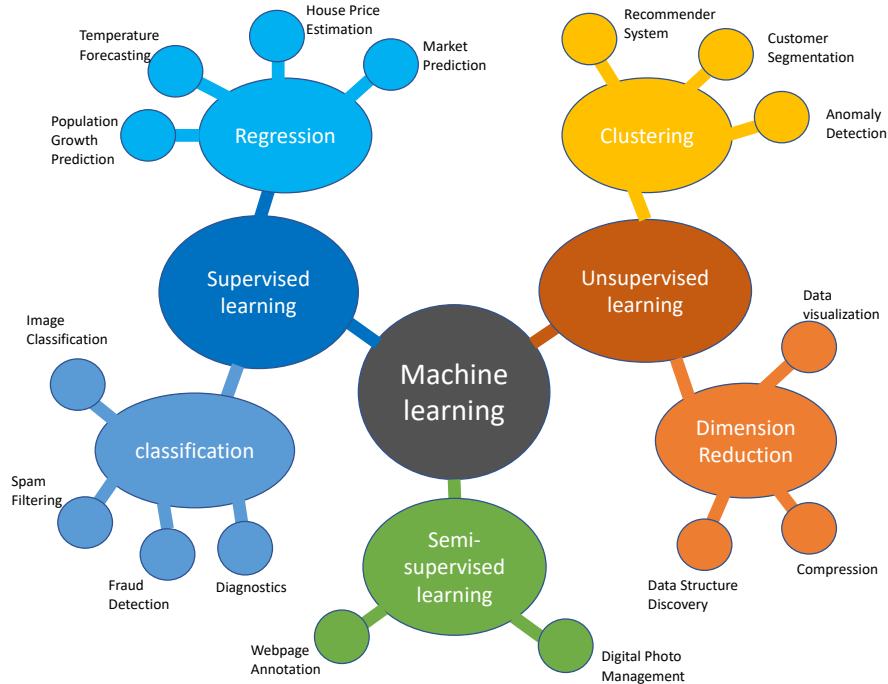 House Price
Estimation
Temperature
Forecasting
Market
Prediction
Population
Growth
Prediction
Regression
Recommender
System
Customer
Segmentation
Anomaly
Detection
Clustering
Supervised
learning
Unsupervised
learning
Machine
learning
Image
Classification
classification
Spam
Filtering
Fraud
Detection
Diagnostics
Data
visualization
Dimension
Reduction
Data Structure
Discovery
Compression
Semi-
supervised
learning
Webpage
Annotation
Digital Photo
Management